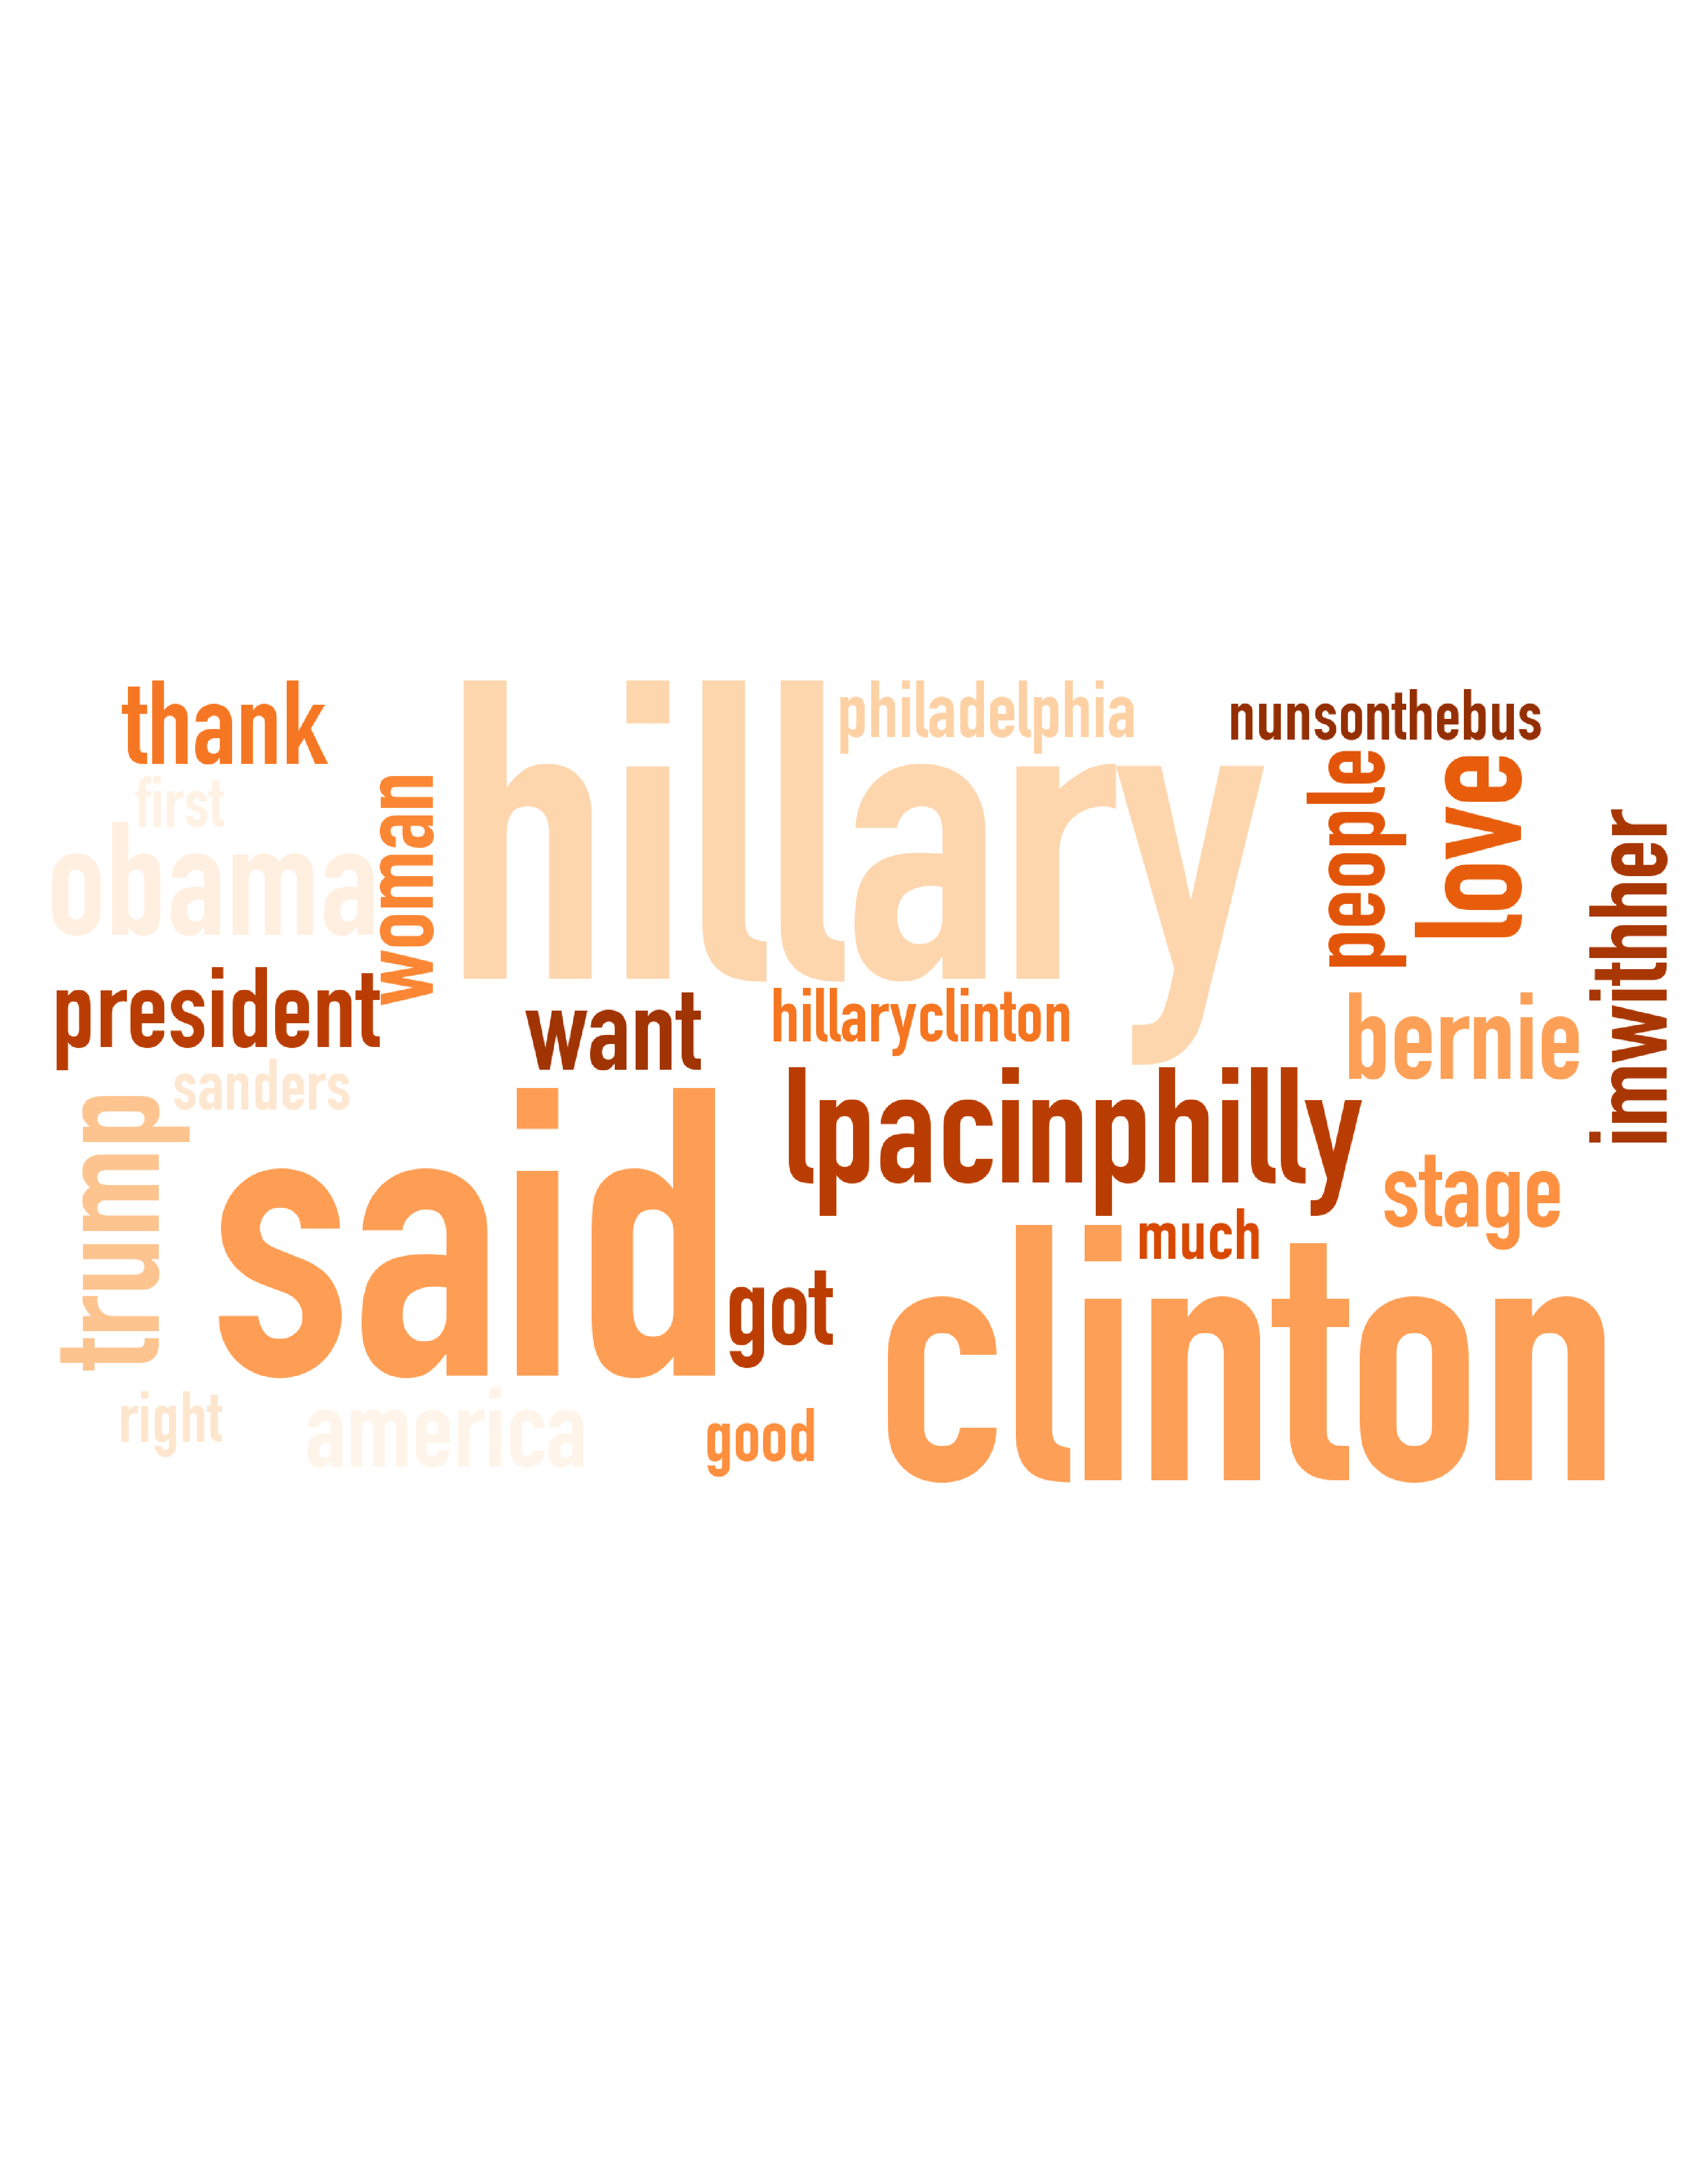 thank
hillary
philadelphia
nunsonthebus
first
woman
people
love
obama
imwithher
president
want
hillaryclinton
bernie
sanders
trump
said
lpacinphilly
stage
much
got
clinton
right
america
good